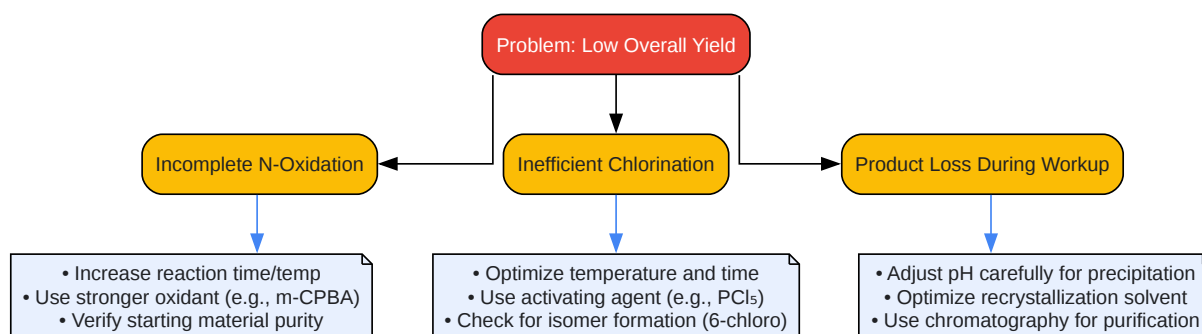 Problem: Low Overall Yield
Incomplete N-Oxidation
Inefficient Chlorination
Product Loss During Workup
• Increase reaction time/temp
• Use stronger oxidant (e.g., m-CPBA)
• Verify starting material purity
• Optimize temperature and time
• Use activating agent (e.g., PCl₅)
• Check for isomer formation (6-chloro)
• Adjust pH carefully for precipitation
• Optimize recrystallization solvent
• Use chromatography for purification